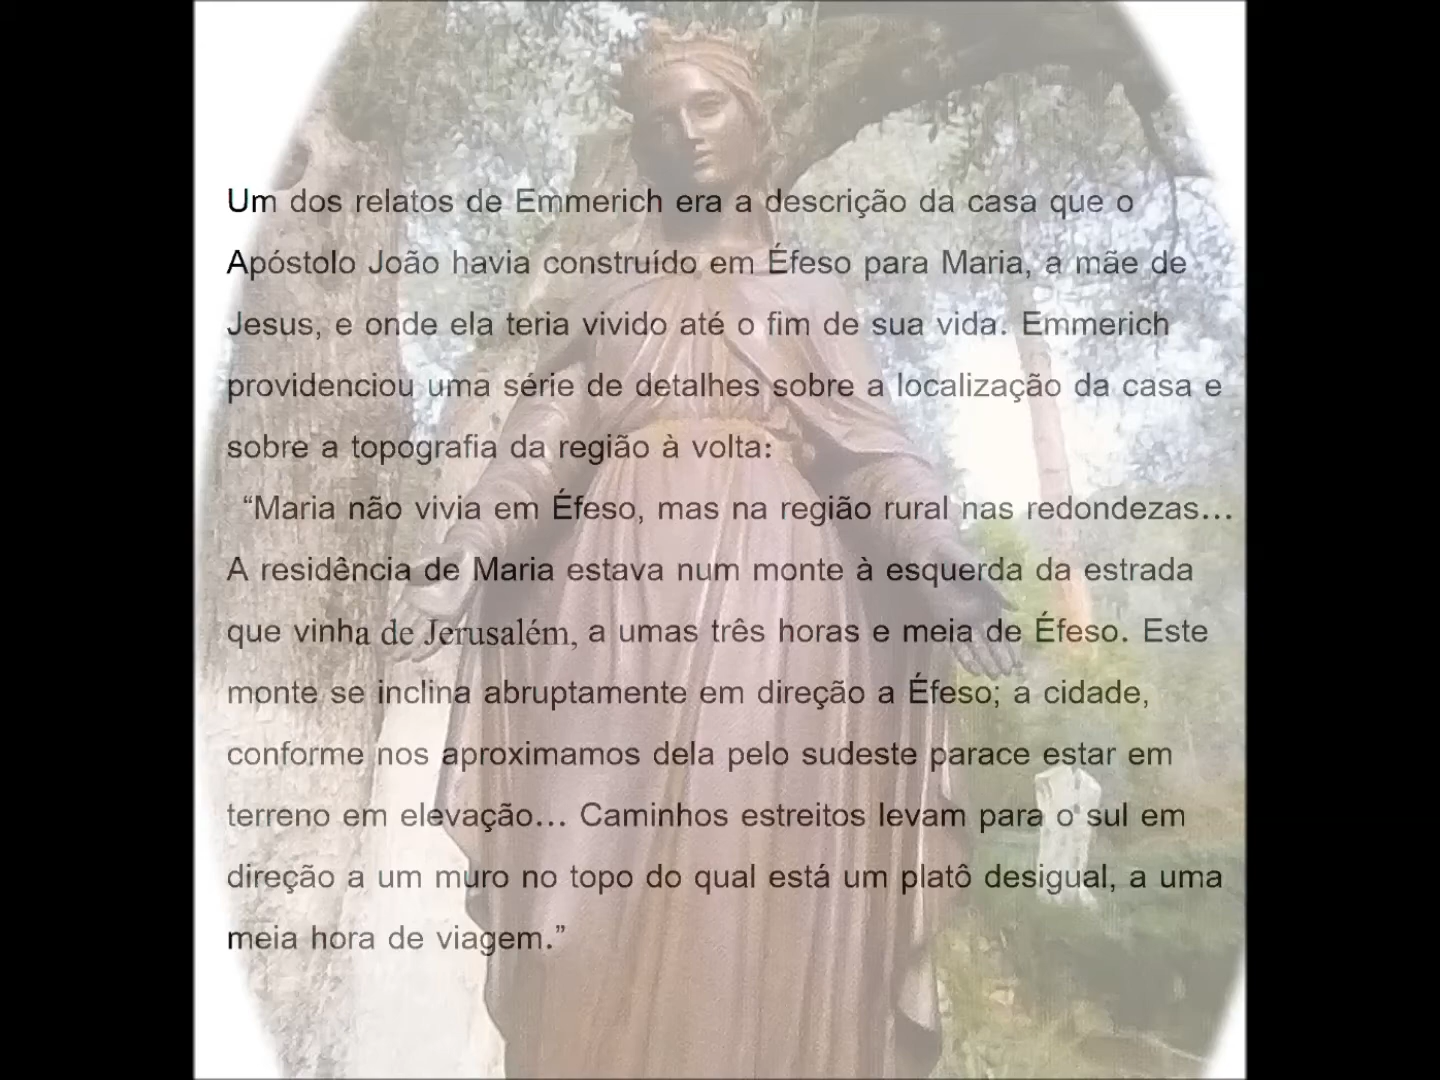 Um dos relatos de Emmerich era a descrição da casa que o
Apóstolo João havia construído em Éfeso para Maria, a mãe de
Jesus, e onde ela teria vivido até o fim de sua vida. Emmerich
providenciou uma série de detalhes sobre a localização da casa e
sobre a topografia da região à volta:
“Maria não vivia em Éfeso, mas na região rural nas redondezas…
A residência de Maria estava num monte à esquerda da estrada
que vinha de Jerusalém, a umas três horas e meia de Éfeso. Este
monte se inclina abruptamente em direção a Éfeso; a cidade,
conforme nos aproximamos dela pelo sudeste parace estar em
terreno em elevação… Caminhos estreitos levam para o sul em
direção a um muro no topo do qual está um platô desigual, a uma
meia hora de viagem.”